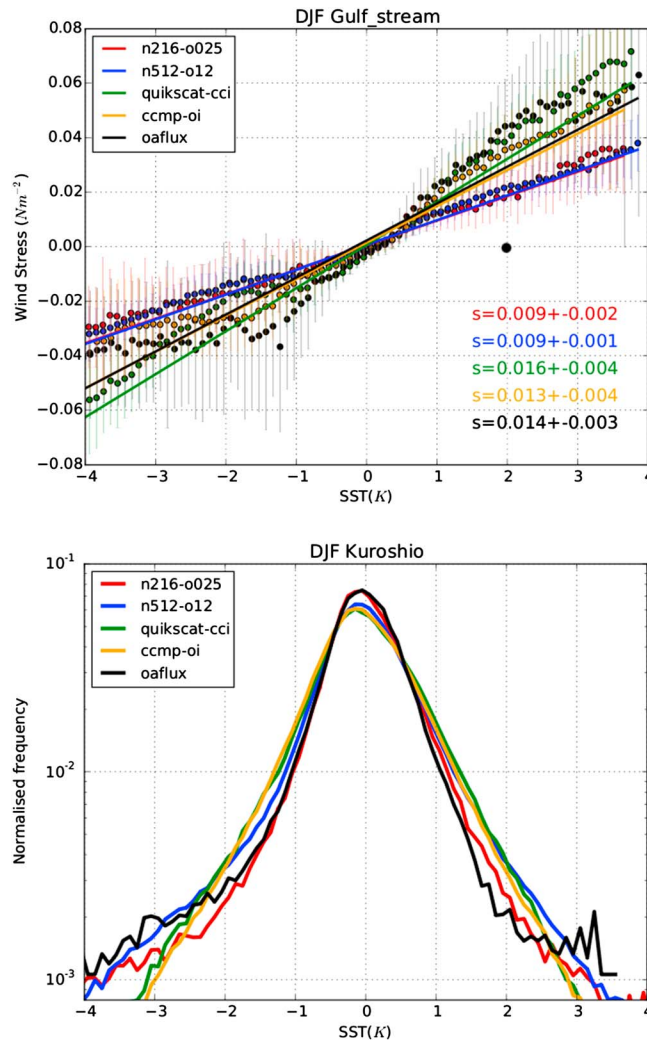 DJF Gulf_stream
0.08
0.06
0.04
0.02
0.00
−0.02
−0.04
−0.06
−0.08
Wind Stress (Nm⁻²)
n216-o025
n512-o12
quikscat-cci
ccmp-oi
oaflux
s=0.009+-0.002
s=0.009+-0.001
s=0.016+-0.004
s=0.013+-0.004
s=0.014+-0.003
−4 −3 −2 −1 0 1 2 3 4
SST(K)
DJF Kuroshio
10⁻¹
10⁻²
10⁻³
Normalised frequency
n216-o025
n512-o12
quikscat-cci
ccmp-oi
oaflux
−4 −3 −2 −1 0 1 2 3 4
SST(K)